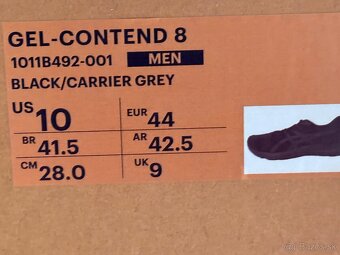 GEL-CONTEND 8
1011B492-001 MEN
BLACK/CARRIER GREY
US 10 EUR 44
BR 41.5 AR 42.5
CM 28.0 UK 9